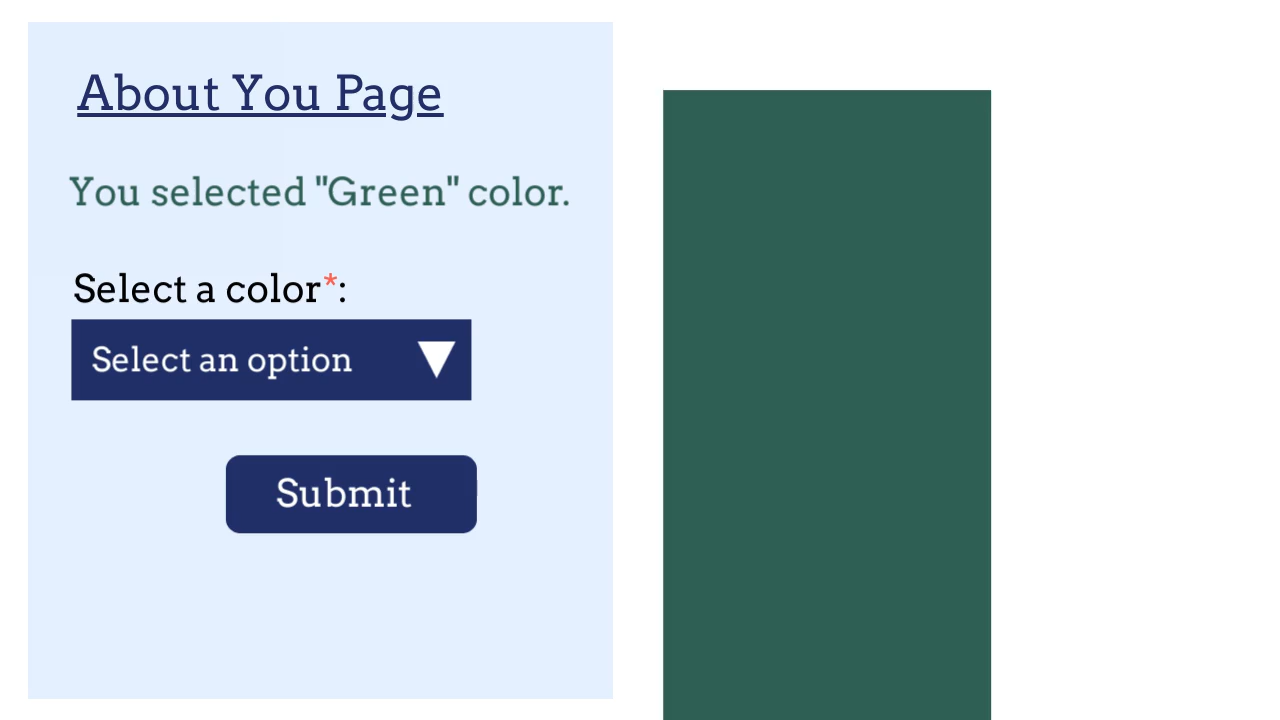 About You Page
You selected "Green" color.
Select a color*:
Select an option
Submit